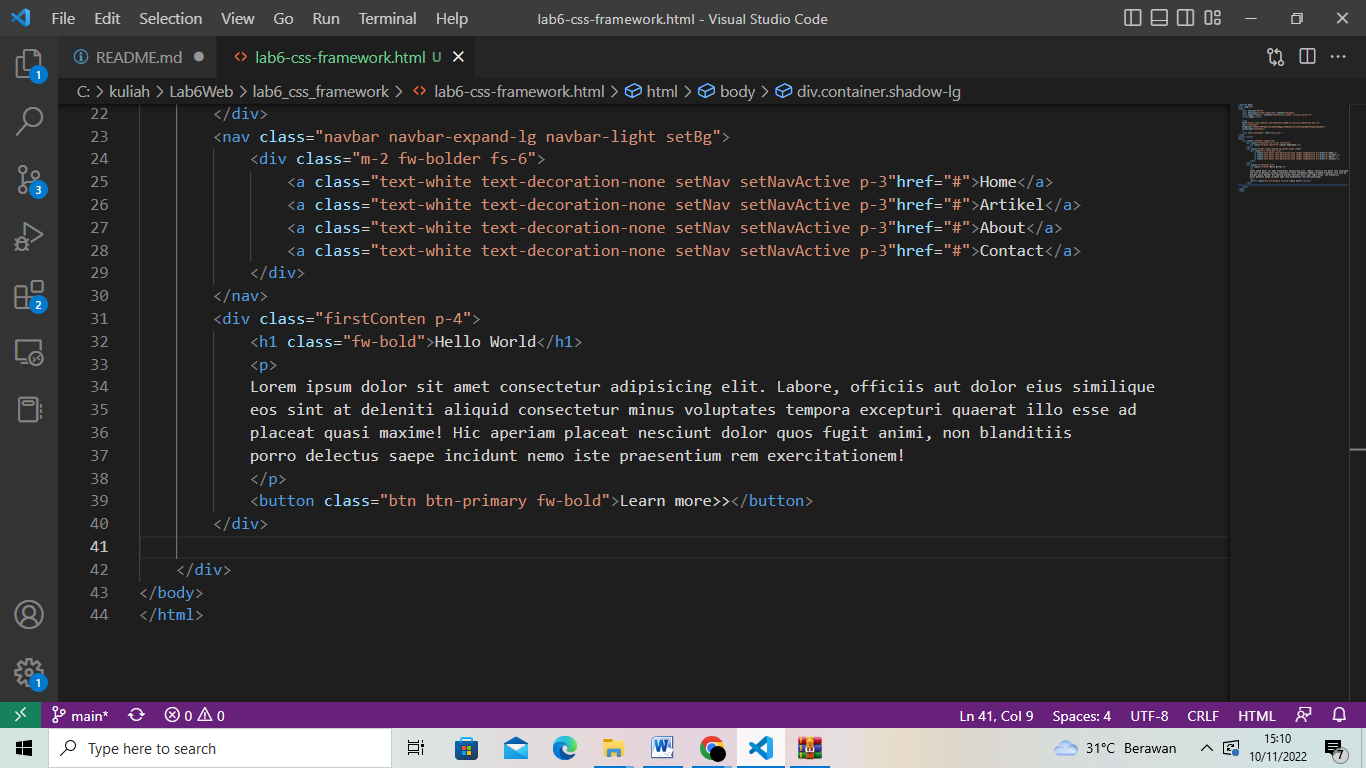 File Edit Selection View Go Run Terminal Help lab6-css-framework.html - Visual Studio Code
README.md lab6-css-framework.html U
C: > kuliah > Lab6Web > lab6_css_framework > lab6-css-framework.html > html > body > div.container.shadow-lg
22 </div>
23 <nav class="navbar navbar-expand-lg navbar-light setBg">
24 <div class="m-2 fw-bolder fs-6">
25 <a class="text-white text-decoration-none setNav setNavActive p-3"href="#">Home</a>
26 <a class="text-white text-decoration-none setNav setNavActive p-3"href="#">Artikel</a>
27 <a class="text-white text-decoration-none setNav setNavActive p-3"href="#">About</a>
28 <a class="text-white text-decoration-none setNav setNavActive p-3"href="#">Contact</a>
29 </div>
30 </nav>
31 <div class="firstConten p-4">
32 <h1 class="fw-bold">Hello World</h1>
33 <p>
34 Lorem ipsum dolor sit amet consectetur adipisicing elit. Labore, officiis aut dolor eius similique
35 eos sint at deleniti aliquid consectetur minus voluptates tempora excepturi quaerat illo esse ad
36 placeat quasi maxime! Hic aperiam placeat nesciunt dolor quos fugit animi, non blanditiis
37 porro delectus saepe incidunt nemo iste praesentium rem exercitationem!
38 </p>
39 <button class="btn btn-primary fw-bold">Learn more>></button>
40 </div>
41
42 </div>
43 </body>
44 </html>
1
3
2
1
main* 0 0 Ln 41, Col 9 Spaces: 4 UTF-8 CRLF HTML
Type here to search 31°C Berawan 15:10
10/11/2022 7